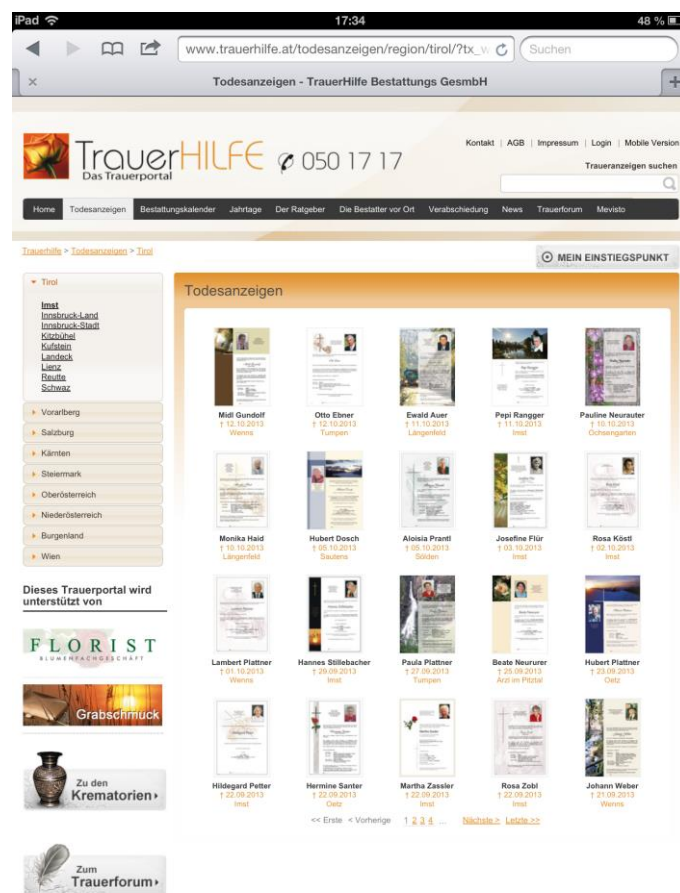 iPad 17:34 48 %
www.trauerhilfe.at/todesanzeigen/region/tirol/?tx_v Suchen
Todesanzeigen - TrauerHilfe Bestattungs GesmbH
Kontakt | AGB | Impressum | Login | Mobile Version
TrauerHILFE
Das Trauerportal
050 17 17
Traueranzeigen suchen
Home Todesanzeigen Bestattungskalender Jahrtage Der Ratgeber Die Bestatter vor Ort Verabschiedung News Trauerforum Mevisto
Trauerhilfe > Todesanzeigen > Tirol
MEIN EINSTIEGSPUNKT
Tirol
Imst
Innsbruck-Land
Innsbruck-Stadt
Kitzbühel
Kufstein
Landeck
Lienz
Reutte
Schwaz
Vorarlberg
Salzburg
Kärnten
Steiermark
Oberösterreich
Niederösterreich
Burgenland
Wien
Dieses Trauerportal wird
unterstützt von
FLORIST
BLUMENFACHGESCHÄFT
Grabschmuck
Zu den
Krematorien
Zum
Trauerforum
Todesanzeigen
Midl Gundolf Otto Ebner Ewald Auer Pepi Rangger Pauline Neurauter
† 12.10.2013 † 12.10.2013 † 11.10.2013 † 11.10.2013 † 10.10.2013
Wenns Tumpen Längenfeld Imst Ochsengarten
Monika Haid Hubert Dosch Aloisia Prantl Josefine Flür Rosa Köstl
† 10.10.2013 † 05.10.2013 † 05.10.2013 † 03.10.2013 † 02.10.2013
Längenfeld Sautens Sölden Imst Imst
Lambert Plattner Hannes Stillebacher Paula Plattner Beate Neururer Hubert Plattner
† 01.10.2013 † 29.09.2013 † 27.09.2013 † 25.09.2013 † 23.09.2013
Wenns Imst Tumpen Arzl im Pitztal Oetz
Hildegard Petter Hermine Santer Martha Zassler Rosa Zobl Johann Weber
† 22.09.2013 † 22.09.2013 † 22.09.2013 † 22.09.2013 † 21.09.2013
Imst Oetz Imst Imst Wenns
<< Erste < Vorherige 1 2 3 4 ... Nächste > Letzte >>